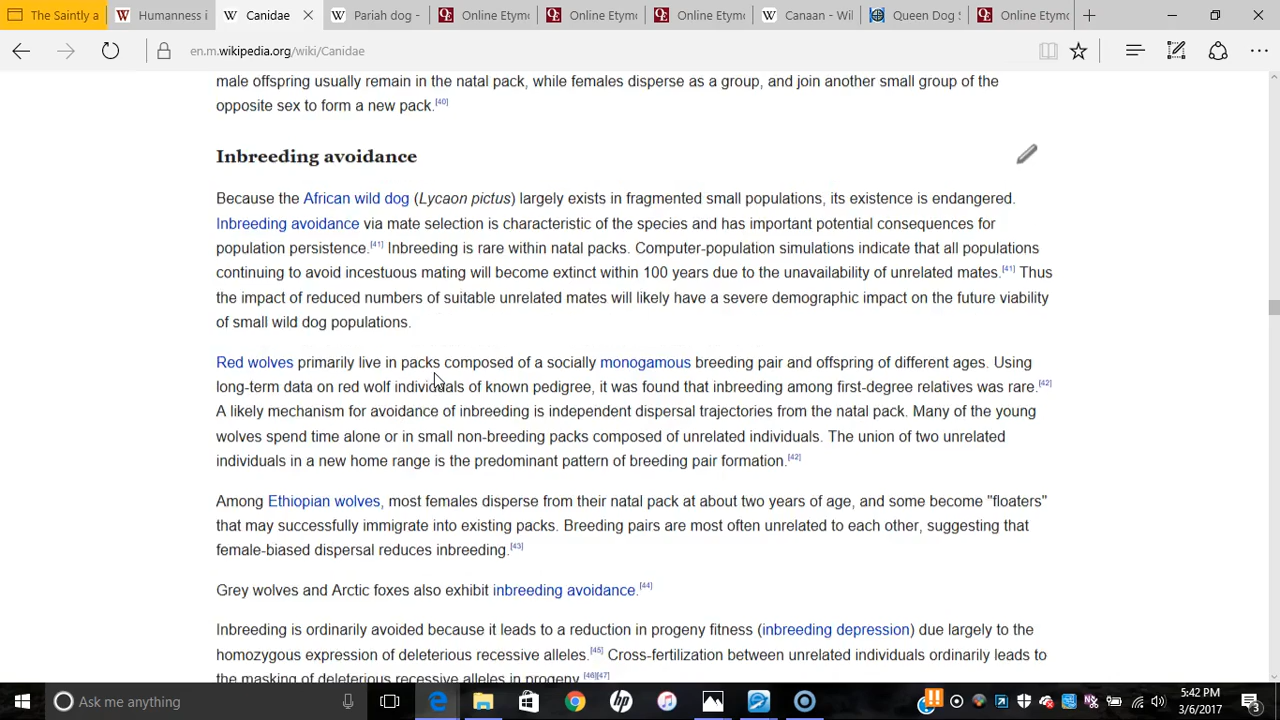 The Saintly a
Humanness i
Canidae
Pariah dog -
Online Etymo
Online Etymo
Online Etymo
Canaan - Wil
Queen Dog S
Online Etymo
en.m.wikipedia.org/wiki/Canidae
male offspring usually remain in the natal pack, while females disperse as a group, and join another small group of the
opposite sex to form a new pack.[40]
Inbreeding avoidance
Because the African wild dog (Lycaon pictus) largely exists in fragmented small populations, its existence is endangered.
Inbreeding avoidance via mate selection is characteristic of the species and has important potential consequences for
population persistence.[41] Inbreeding is rare within natal packs. Computer-population simulations indicate that all populations
continuing to avoid incestuous mating will become extinct within 100 years due to the unavailability of unrelated mates.[41] Thus
the impact of reduced numbers of suitable unrelated mates will likely have a severe demographic impact on the future viability
of small wild dog populations.
Red wolves primarily live in packs composed of a socially monogamous breeding pair and offspring of different ages. Using
long-term data on red wolf individuals of known pedigree, it was found that inbreeding among first-degree relatives was rare.[42]
A likely mechanism for avoidance of inbreeding is independent dispersal trajectories from the natal pack. Many of the young
wolves spend time alone or in small non-breeding packs composed of unrelated individuals. The union of two unrelated
individuals in a new home range is the predominant pattern of breeding pair formation.[42]
Among Ethiopian wolves, most females disperse from their natal pack at about two years of age, and some become "floaters"
that may successfully immigrate into existing packs. Breeding pairs are most often unrelated to each other, suggesting that
female-biased dispersal reduces inbreeding.[43]
Grey wolves and Arctic foxes also exhibit inbreeding avoidance.[44]
Inbreeding is ordinarily avoided because it leads to a reduction in progeny fitness (inbreeding depression) due largely to the
homozygous expression of deleterious recessive alleles.[45] Cross-fertilization between unrelated individuals ordinarily leads to
the masking of deleterious recessive alleles in progeny.[46][47]
Ask me anything
5:42 PM
3/6/2017